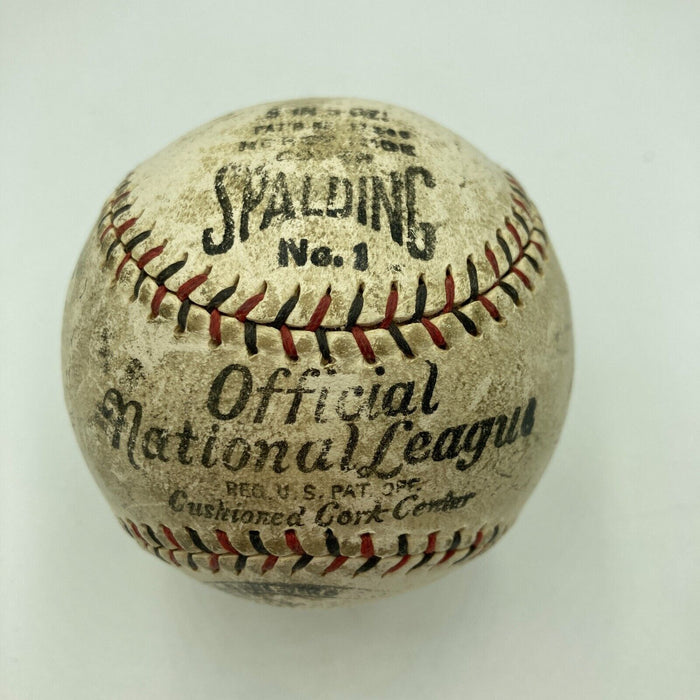 SPALDING
No. 1
Official
National League
REG. U. S. PAT. OFF.
Cushioned Cork Center